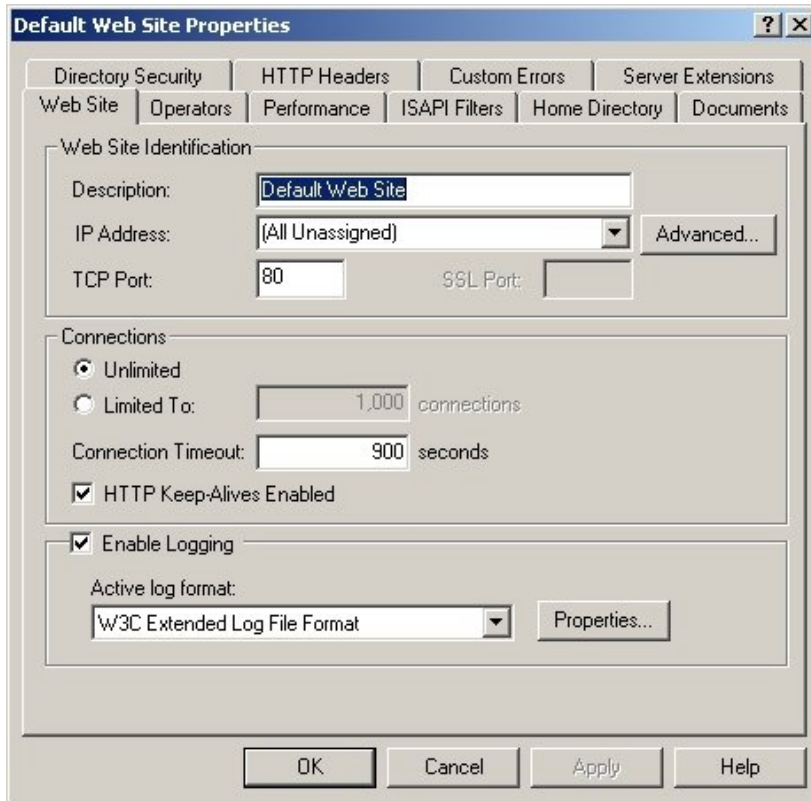 Default Web Site Properties
Directory Security HTTP Headers Custom Errors Server Extensions
Web Site Operators Performance ISAPI Filters Home Directory Documents
Web Site Identification
Description: Default Web Site
IP Address: (All Unassigned) Advanced...
TCP Port: 80 SSL Port:
Connections
Unlimited
Limited To: 1,000 connections
Connection Timeout: 900 seconds
HTTP Keep-Alives Enabled
Enable Logging
Active log format:
W3C Extended Log File Format Properties...
OK Cancel Apply Help